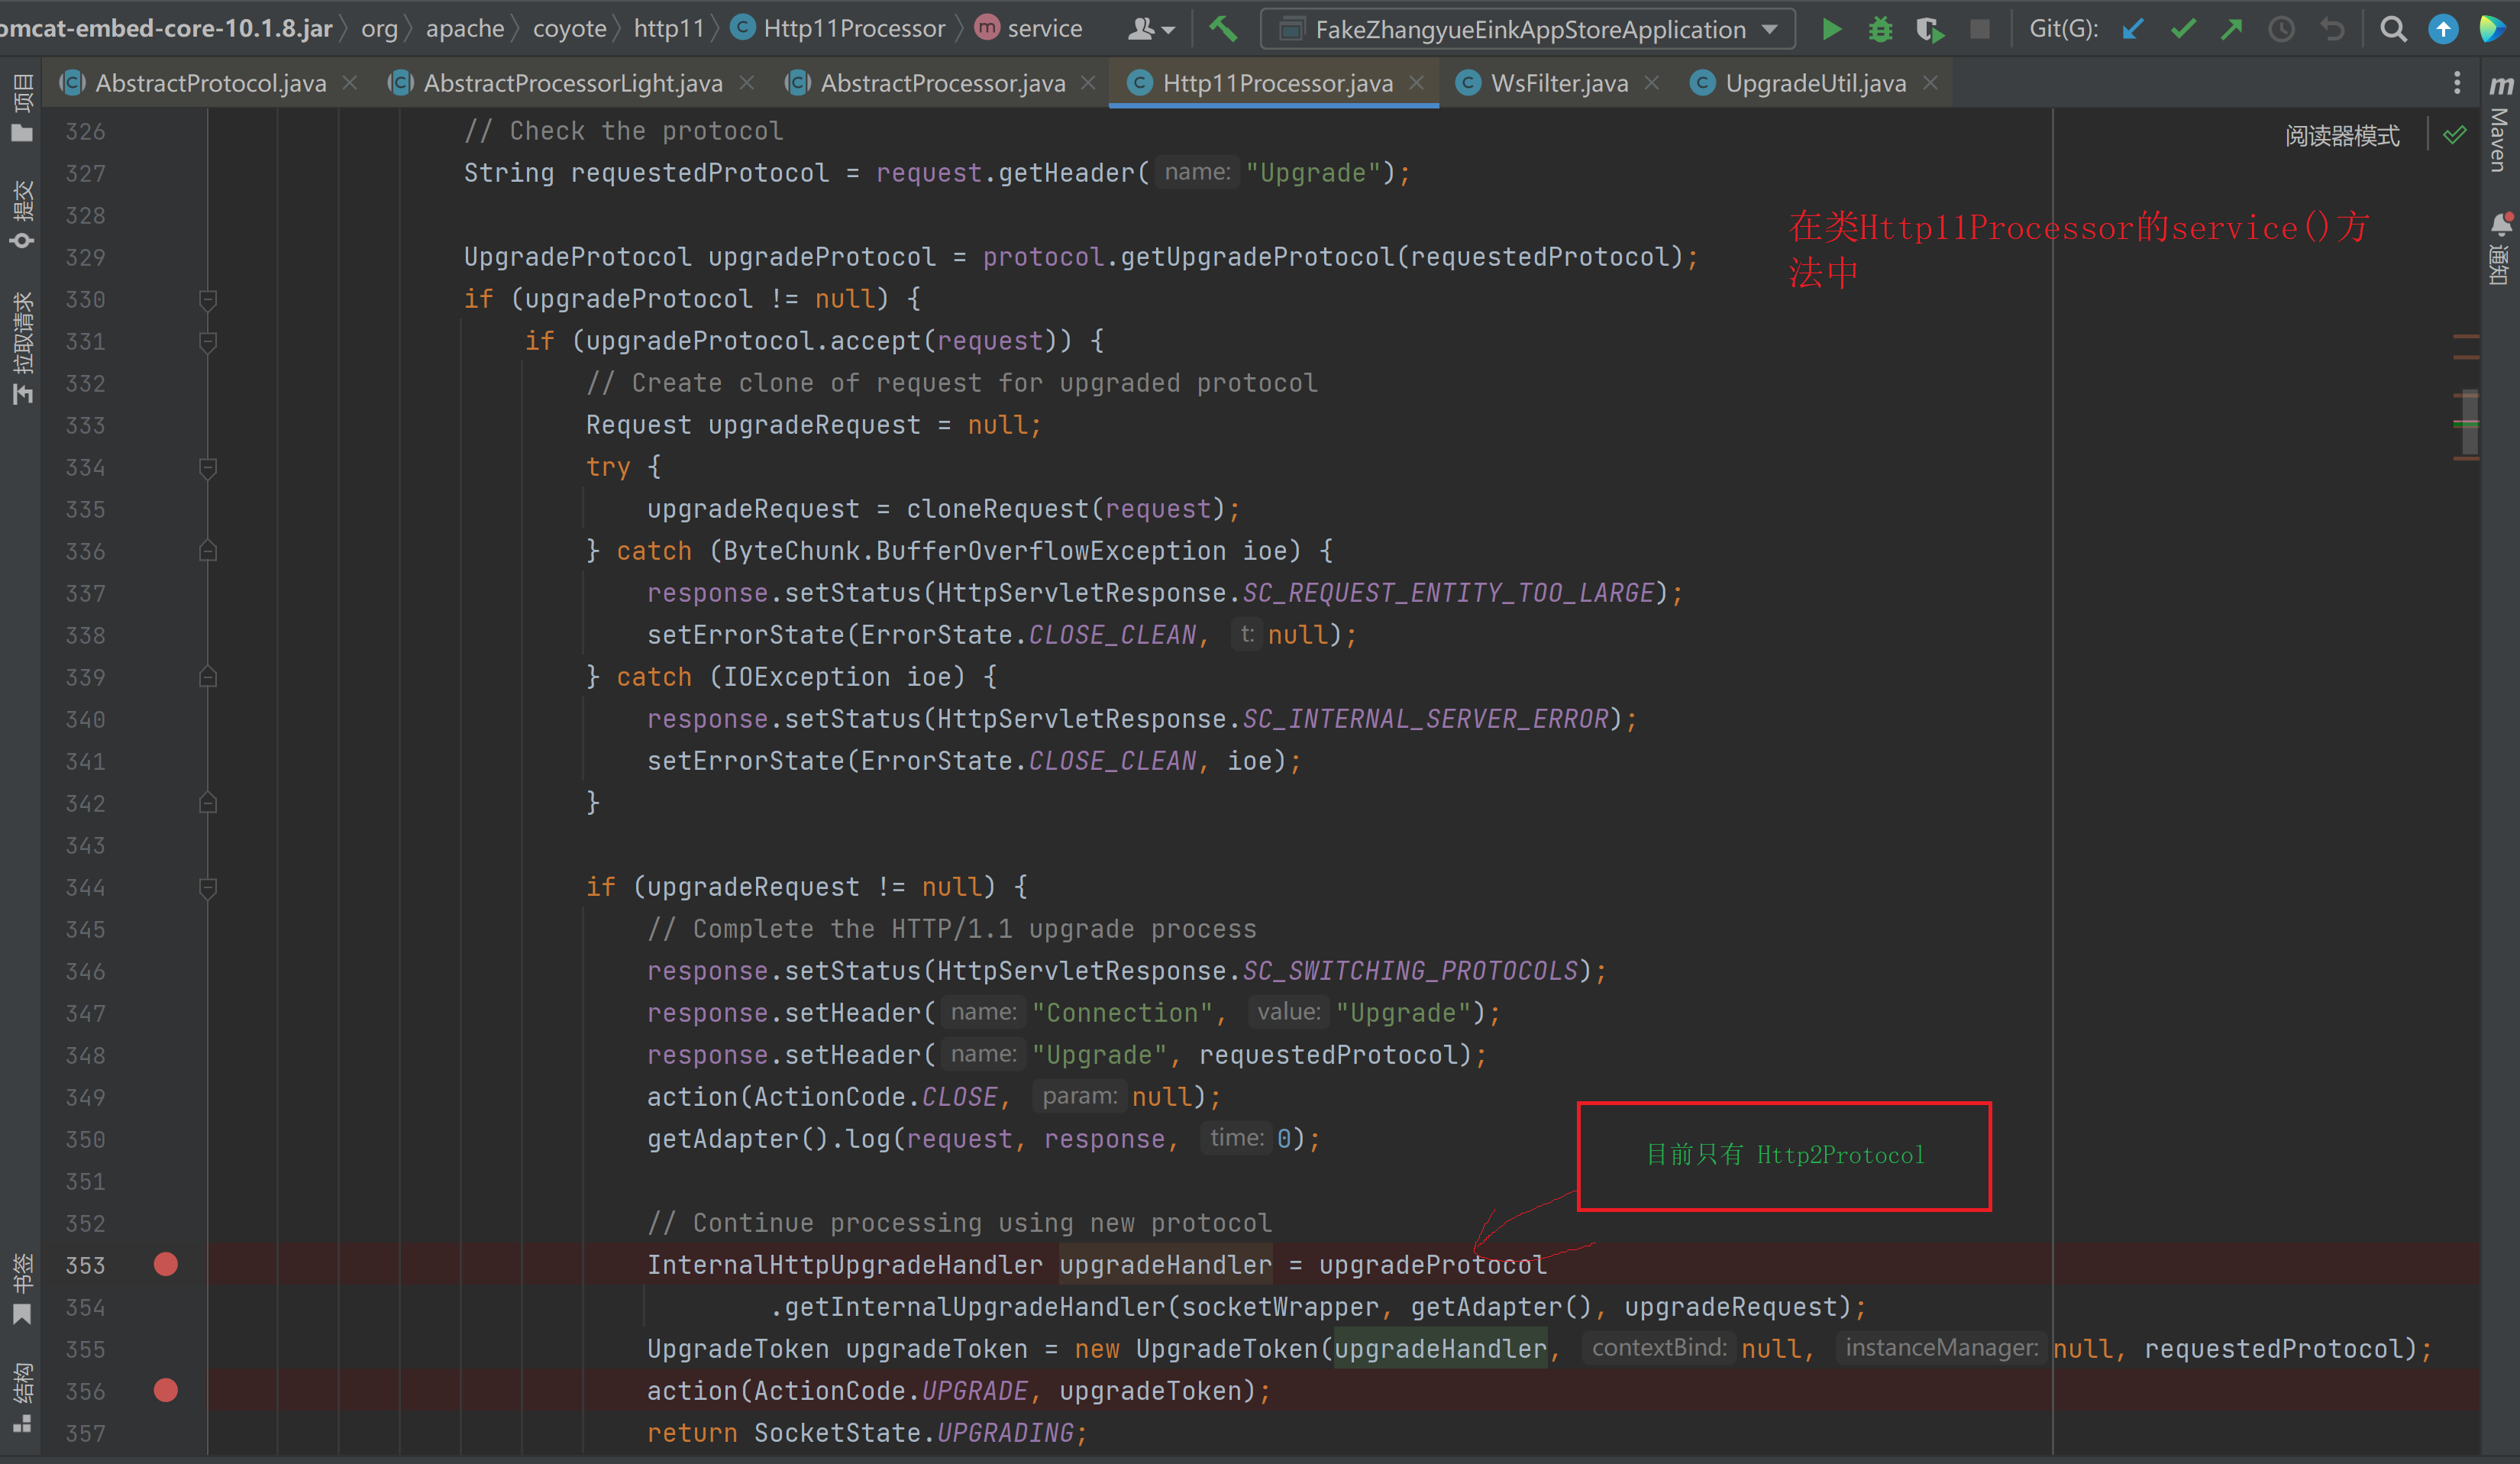 omcat-embed-core-10.1.8.jar org apache coyote http11 Http11Processor service FakeZhangyueEinkAppStoreApplication Git(G):
AbstractProtocol.java AbstractProcessorLight.java AbstractProcessor.java Http11Processor.java WsFilter.java UpgradeUtil.java
项目
提交
拉取请求
书签
结构
m Maven
通知
阅读器模式
在类Http11Processor的service()方
法中
326 // Check the protocol
327 String requestedProtocol = request.getHeader( name: "Upgrade");
328
329 UpgradeProtocol upgradeProtocol = protocol.getUpgradeProtocol(requestedProtocol);
330 if (upgradeProtocol != null) {
331 if (upgradeProtocol.accept(request)) {
332 // Create clone of request for upgraded protocol
333 Request upgradeRequest = null;
334 try {
335 upgradeRequest = cloneRequest(request);
336 } catch (ByteChunk.BufferOverflowException ioe) {
337 response.setStatus(HttpServletResponse.SC_REQUEST_ENTITY_TOO_LARGE);
338 setErrorState(ErrorState.CLOSE_CLEAN, t: null);
339 } catch (IOException ioe) {
340 response.setStatus(HttpServletResponse.SC_INTERNAL_SERVER_ERROR);
341 setErrorState(ErrorState.CLOSE_CLEAN, ioe);
342 }
343
344 if (upgradeRequest != null) {
345 // Complete the HTTP/1.1 upgrade process
346 response.setStatus(HttpServletResponse.SC_SWITCHING_PROTOCOLS);
347 response.setHeader( name: "Connection", value: "Upgrade");
348 response.setHeader( name: "Upgrade", requestedProtocol);
349 action(ActionCode.CLOSE, param: null);
350 getAdapter().log(request, response, time: 0);
目前只有 Http2Protocol
351
352 // Continue processing using new protocol
353 InternalHttpUpgradeHandler upgradeHandler = upgradeProtocol
354 .getInternalUpgradeHandler(socketWrapper, getAdapter(), upgradeRequest);
355 UpgradeToken upgradeToken = new UpgradeToken(upgradeHandler, contextBind: null, instanceManager: null, requestedProtocol);
356 action(ActionCode.UPGRADE, upgradeToken);
357 return SocketState.UPGRADING;